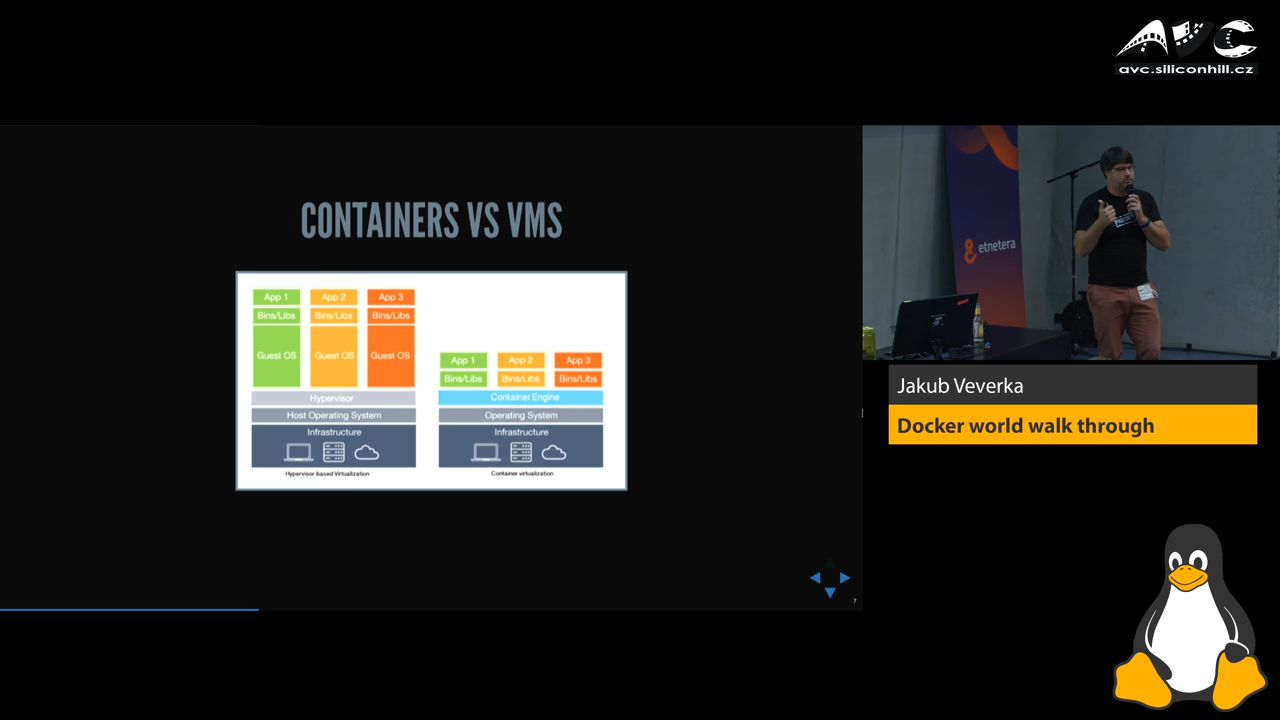 AVC
avc.siliconhill.cz
CONTAINERS VS VMS
App 1
App 2
App 3
Bins/Libs
Bins/Libs
Bins/Libs
Guest OS
Guest OS
Guest OS
Hypervisor
Host Operating System
Infrastructure
Hypervisor-based Virtualization
App 1
App 2
App 3
Bins/Libs
Bins/Libs
Bins/Libs
Container Engine
Operating System
Infrastructure
Container virtualization
7
etnetera
Jakub Veverka
Docker world walk through